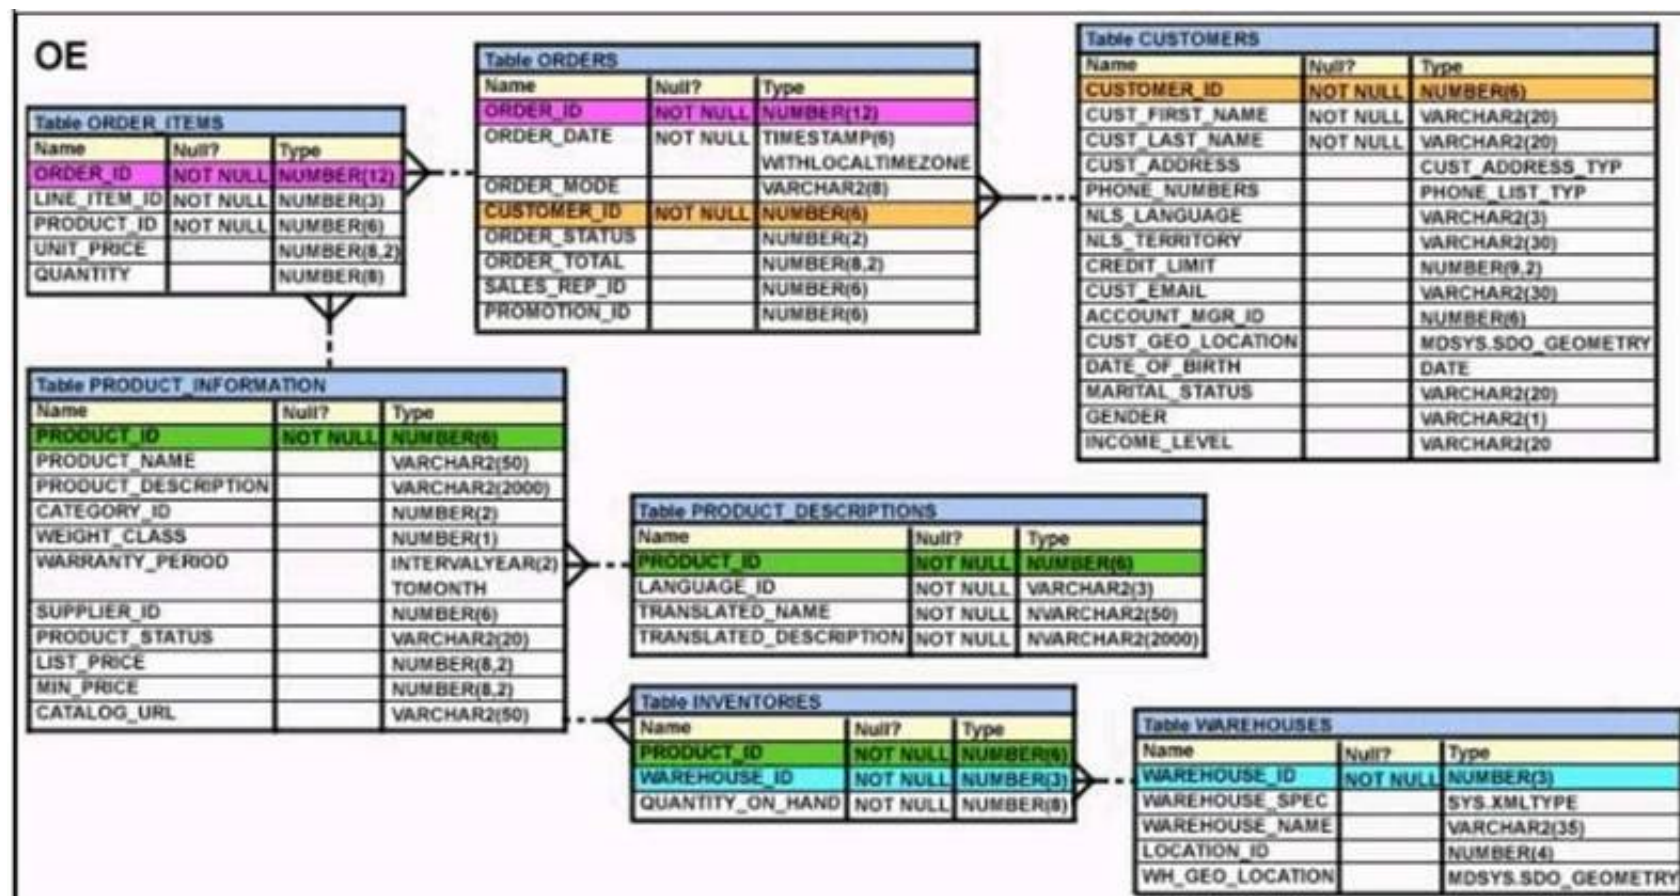 OE
Table ORDER_ITEMS
Name Null? Type
ORDER_ID NOT NULL NUMBER(12)
LINE_ITEM_ID NOT NULL NUMBER(3)
PRODUCT_ID NOT NULL NUMBER(6)
UNIT_PRICE NUMBER(8,2)
QUANTITY NUMBER(8)
Table ORDERS
Name Null? Type
ORDER_ID NOT NULL NUMBER(12)
ORDER_DATE NOT NULL TIMESTAMP(6)
WITHLOCALTIMEZONE
ORDER_MODE VARCHAR2(8)
CUSTOMER_ID NOT NULL NUMBER(6)
ORDER_STATUS NUMBER(2)
ORDER_TOTAL NUMBER(8,2)
SALES_REP_ID NUMBER(6)
PROMOTION_ID NUMBER(6)
Table CUSTOMERS
Name Null? Type
CUSTOMER_ID NOT NULL NUMBER(6)
CUST_FIRST_NAME NOT NULL VARCHAR2(20)
CUST_LAST_NAME NOT NULL VARCHAR2(20)
CUST_ADDRESS CUST_ADDRESS_TYP
PHONE_NUMBERS PHONE_LIST_TYP
NLS_LANGUAGE VARCHAR2(3)
NLS_TERRITORY VARCHAR2(30)
CREDIT_LIMIT NUMBER(9,2)
CUST_EMAIL VARCHAR2(30)
ACCOUNT_MGR_ID NUMBER(6)
CUST_GEO_LOCATION MDSYS.SDO_GEOMETRY
DATE_OF_BIRTH DATE
MARITAL_STATUS VARCHAR2(20)
GENDER VARCHAR2(1)
INCOME_LEVEL VARCHAR2(20
Table PRODUCT_INFORMATION
Name Null? Type
PRODUCT_ID NOT NULL NUMBER(6)
PRODUCT_NAME VARCHAR2(50)
PRODUCT_DESCRIPTION VARCHAR2(2000)
CATEGORY_ID NUMBER(2)
WEIGHT_CLASS NUMBER(1)
WARRANTY_PERIOD INTERVALYEAR(2)
TOMONTH
SUPPLIER_ID NUMBER(6)
PRODUCT_STATUS VARCHAR2(20)
LIST_PRICE NUMBER(8,2)
MIN_PRICE NUMBER(8,2)
CATALOG_URL VARCHAR2(50)
Table PRODUCT_DESCRIPTIONS
Name Null? Type
PRODUCT_ID NOT NULL NUMBER(6)
LANGUAGE_ID NOT NULL VARCHAR2(3)
TRANSLATED_NAME NOT NULL NVARCHAR2(50)
TRANSLATED_DESCRIPTION NOT NULL NVARCHAR2(2000)
Table INVENTORIES
Name Null? Type
PRODUCT_ID NOT NULL NUMBER(6)
WAREHOUSE_ID NOT NULL NUMBER(3)
QUANTITY_ON_HAND NOT NULL NUMBER(8)
Table WAREHOUSES
Name Null? Type
WAREHOUSE_ID NOT NULL NUMBER(3)
WAREHOUSE_SPEC SYS.XMLTYPE
WAREHOUSE_NAME VARCHAR2(35)
LOCATION_ID NUMBER(4)
WH_GEO_LOCATION MDSYS.SDO_GEOMETRY